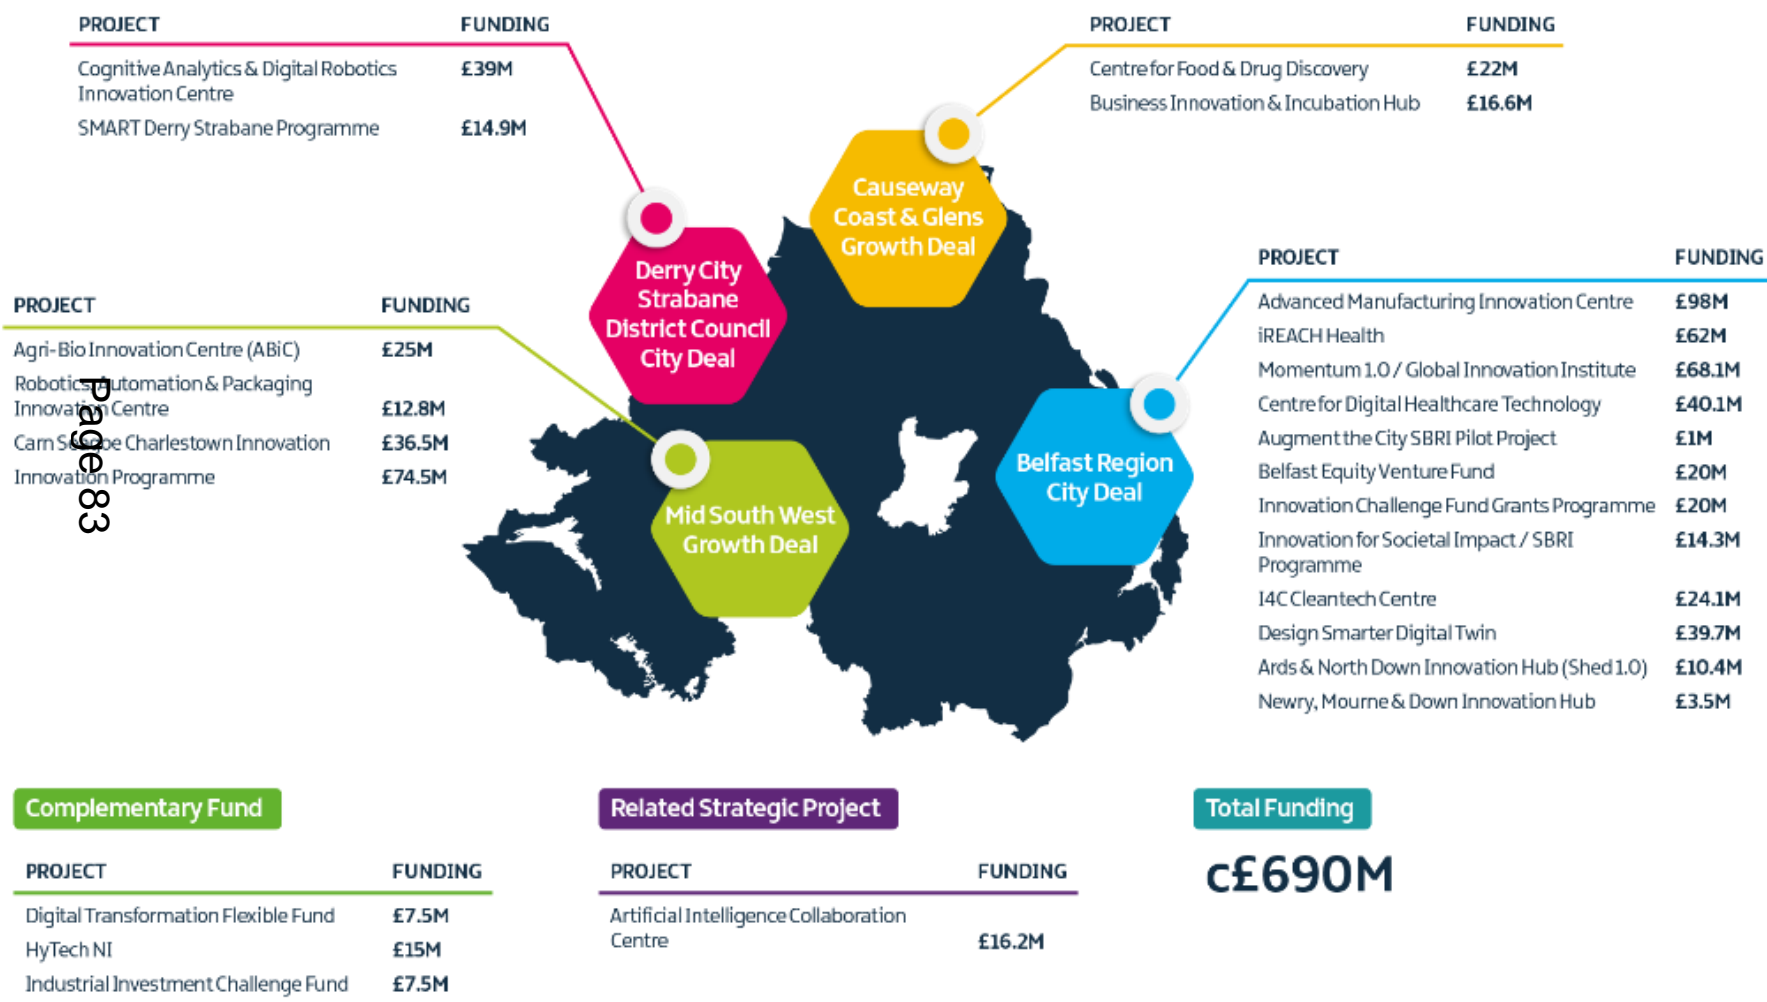 PROJECT FUNDING
Cognitive Analytics & Digital Robotics
Innovation Centre £39M
SMART Derry Strabane Programme £14.9M
PROJECT FUNDING
Centre for Food & Drug Discovery £22M
Business Innovation & Incubation Hub £16.6M
Causeway
Coast & Glens
Growth Deal
Derry City
Strabane
District Council
City Deal
PROJECT FUNDING
Agri-Bio Innovation Centre (ABiC) £25M
Robotics, Automation & Packaging
Innovation Centre £12.8M
Carn Charlestown Innovation £36.5M
Innovation Programme £74.5M
Page 83
Mid South West
Growth Deal
Belfast Region
City Deal
PROJECT FUNDING
Advanced Manufacturing Innovation Centre £98M
iREACH Health £62M
Momentum 1.0 / Global Innovation Institute £68.1M
Centre for Digital Healthcare Technology £40.1M
Augment the City SBRI Pilot Project £1M
Belfast Equity Venture Fund £20M
Innovation Challenge Fund Grants Programme £20M
Innovation for Societal Impact / SBRI £14.3M
Programme
I4C Cleantech Centre £24.1M
Design Smarter Digital Twin £39.7M
Ards & North Down Innovation Hub (Shed 1.0) £10.4M
Newry, Mourne & Down Innovation Hub £3.5M
Complementary Fund
PROJECT FUNDING
Digital Transformation Flexible Fund £7.5M
HyTech NI £15M
Industrial Investment Challenge Fund £7.5M
Related Strategic Project
PROJECT FUNDING
Artificial Intelligence Collaboration
Centre £16.2M
Total Funding
c£690M